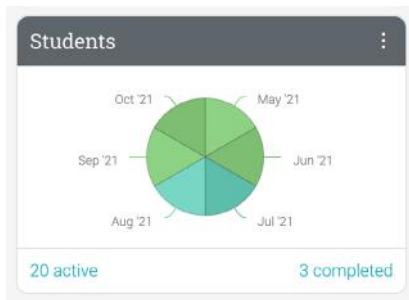 Students
Oct '21
May '21
Sep '21
Jun '21
Aug '21
Jul '21
20 active
3 completed